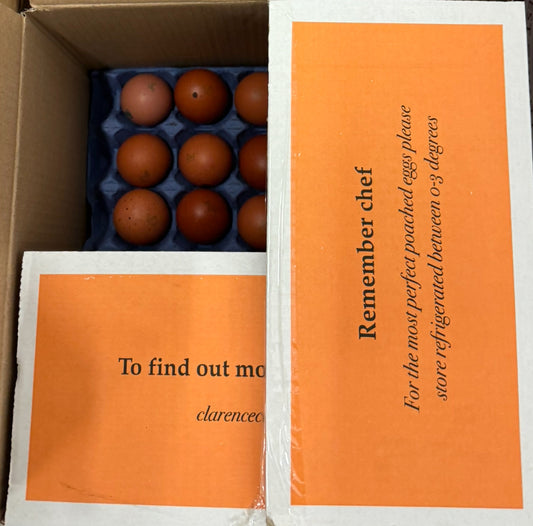 Remember chef
For the most perfect poached eggs please
store refrigerated between 0-3 degrees
To find out mo
clarencec